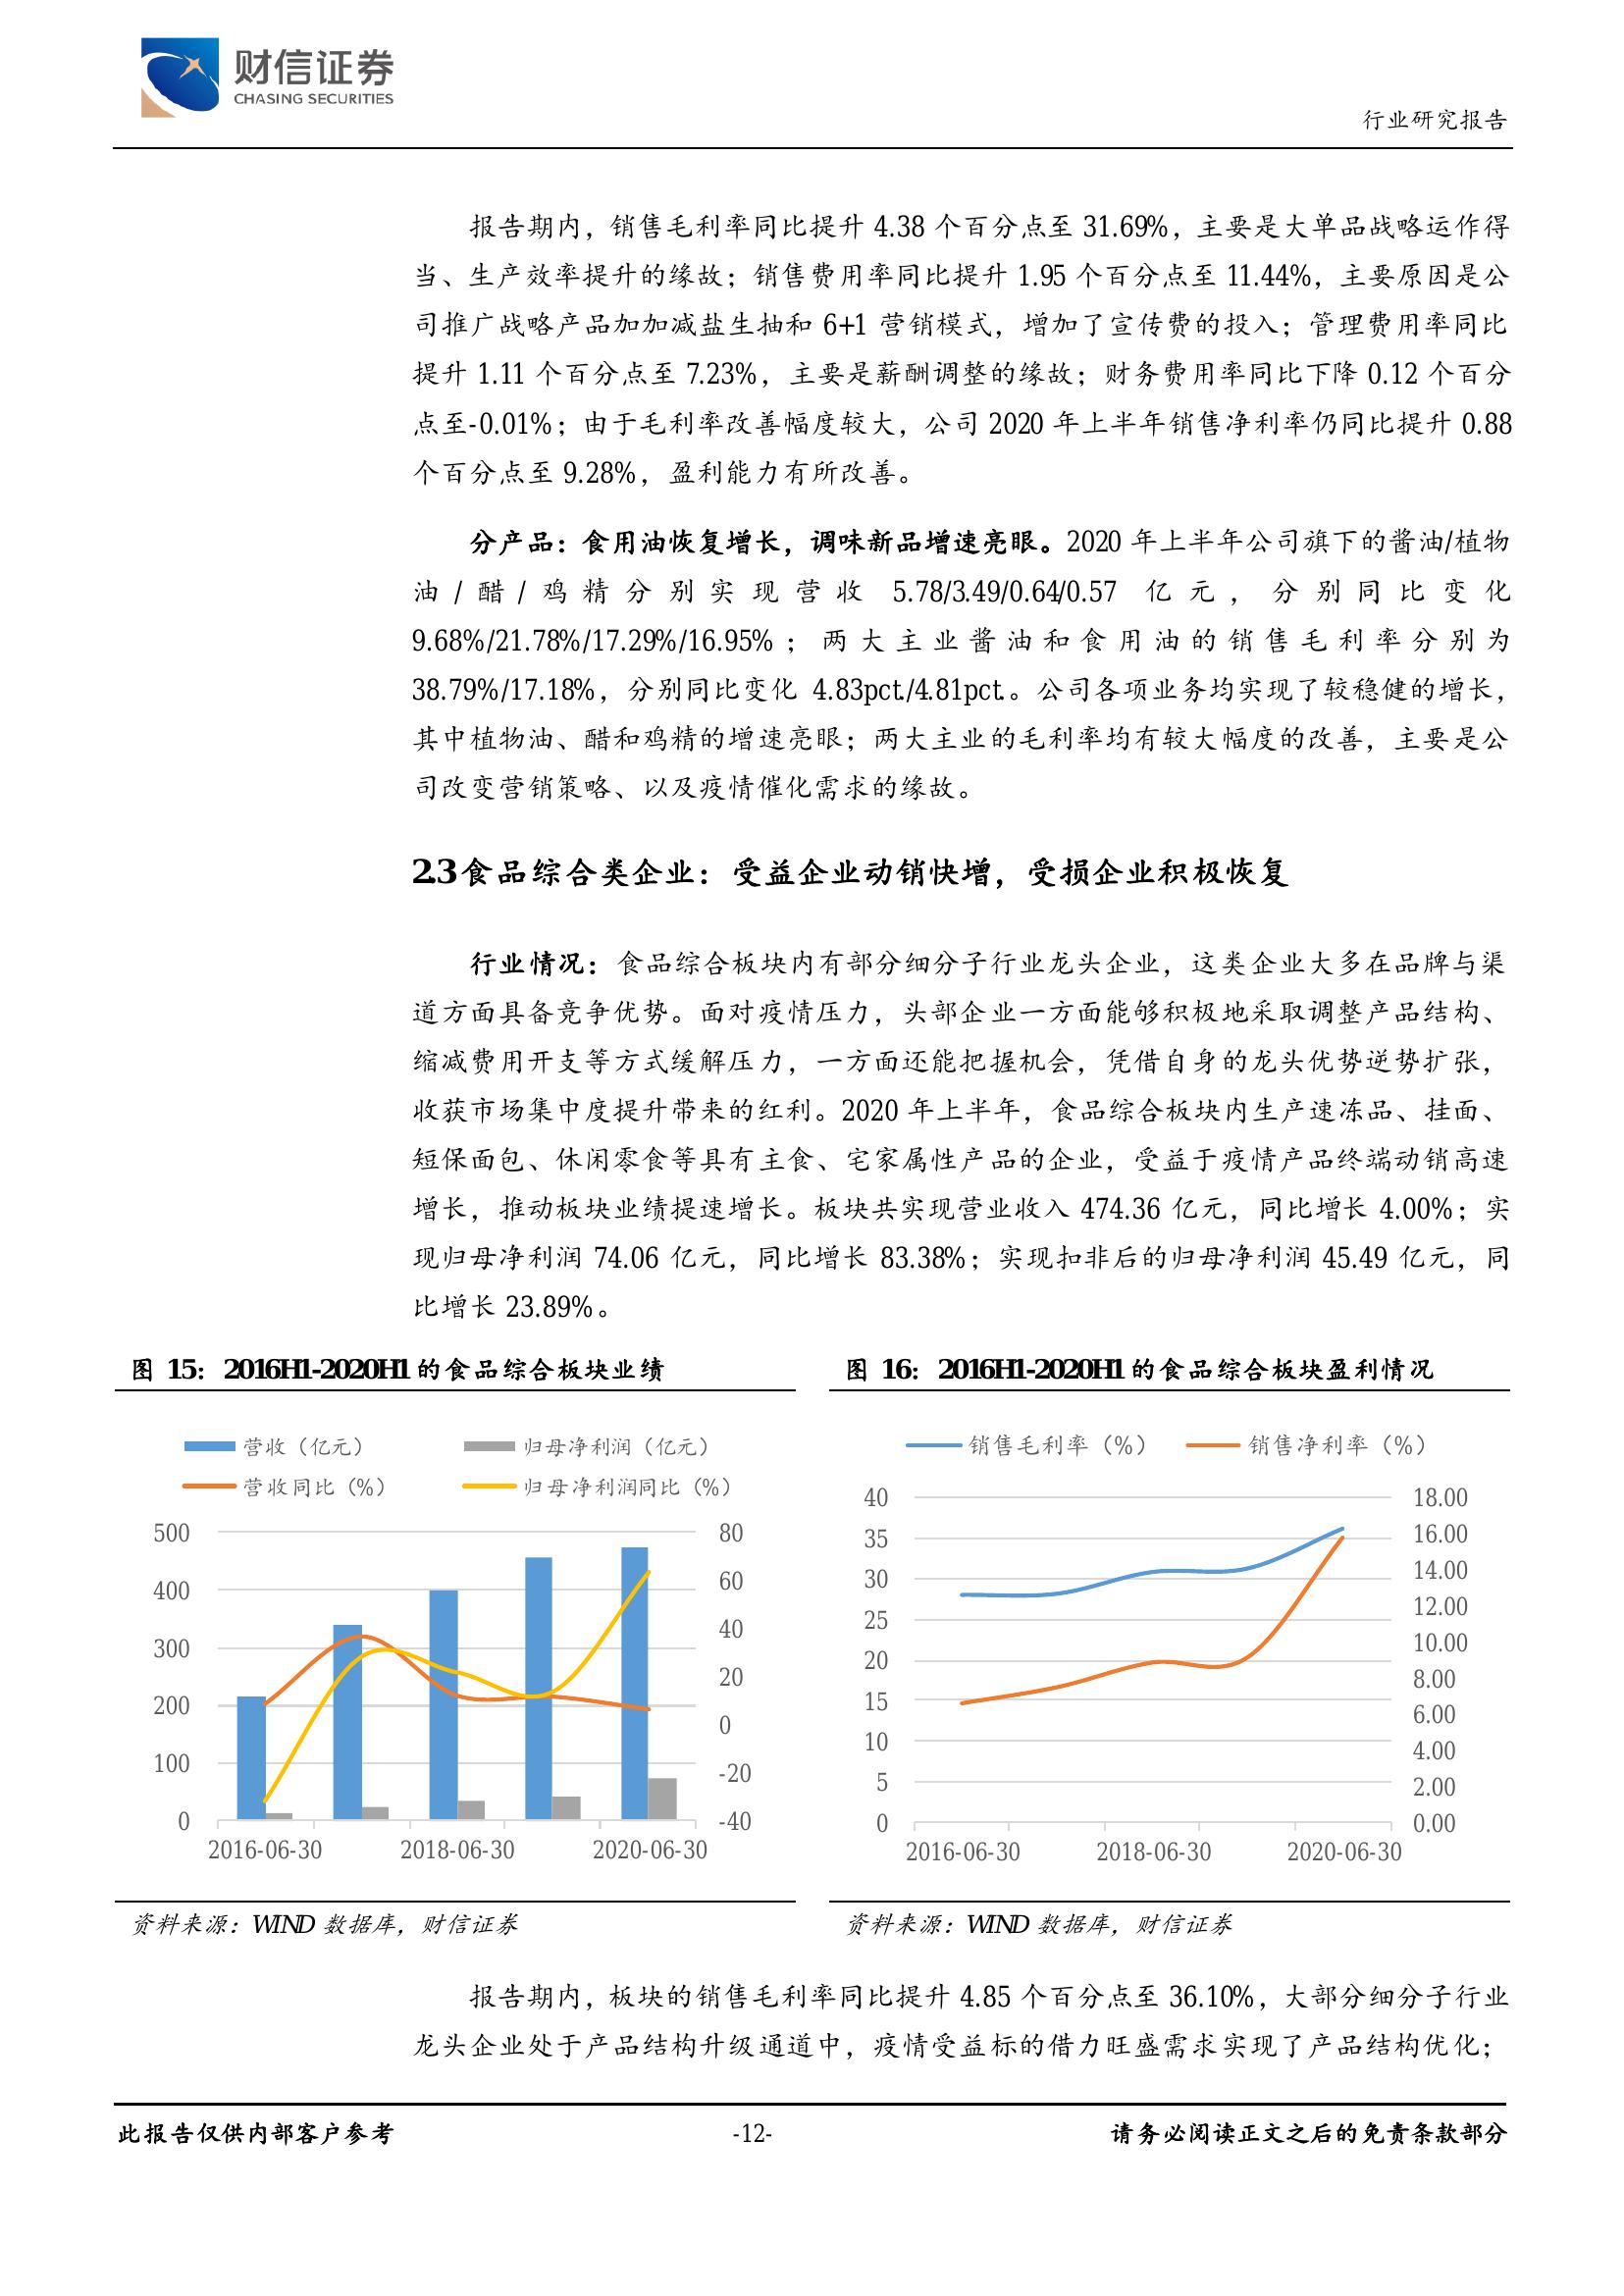 财信证券
CHASING SECURITIES
行业研究报告
报告期内，销售毛利率同比提升 4.38 个百分点至 31.69%，主要是大单品战略运作得
当、生产效率提升的缘故；销售费用率同比提升 1.95 个百分点至 11.44%，主要原因是公
司推广战略产品加加减盐生抽和 6+1 营销模式，增加了宣传费的投入；管理费用率同比
提升 1.11 个百分点至 7.23%，主要是薪酬调整的缘故；财务费用率同比下降 0.12 个百分
点至-0.01%；由于毛利率改善幅度较大，公司 2020 年上半年销售净利率仍同比提升 0.88
个百分点至 9.28%，盈利能力有所改善。
分产品：食用油恢复增长，调味新品增速亮眼。2020 年上半年公司旗下的酱油/植物
油/醋/鸡精分别实现营收 5.78/3.49/0.64/0.57 亿元，分别同比变化
9.68%/21.78%/17.29%/16.95%；两大主业酱油和食用油的销售毛利率分别为
38.79%/17.18%，分别同比变化 4.83pct./4.81pct.。公司各项业务均实现了较稳健的增长，
其中植物油、醋和鸡精的增速亮眼；两大主业的毛利率均有较大幅度的改善，主要是公
司改变营销策略、以及疫情催化需求的缘故。
2.3 食品综合类企业：受益企业动销快增，受损企业积极恢复
行业情况：食品综合板块内有部分细分子行业龙头企业，这类企业大多在品牌与渠
道方面具备竞争优势。面对疫情压力，头部企业一方面能够积极地采取调整产品结构、
缩减费用开支等方式缓解压力，一方面还能把握机会，凭借自身的龙头优势逆势扩张，
收获市场集中度提升带来的红利。2020 年上半年，食品综合板块内生产速冻品、挂面、
短保面包、休闲零食等具有主食、宅家属性产品的企业，受益于疫情产品终端动销高速
增长，推动板块业绩提速增长。板块共实现营业收入 474.36 亿元，同比增长 4.00%；实
现归母净利润 74.06 亿元，同比增长 83.38%；实现扣非后的归母净利润 45.49 亿元，同
比增长 23.89%。
图 15：2016H1-2020H1 的食品综合板块业绩
营收（亿元） 归母净利润（亿元）
营收同比（%） 归母净利润同比（%）
500 80
400 60
300 40
200 20
100 0
0 -20
-40
2016-06-30 2018-06-30 2020-06-30
资料来源：WIND 数据库，财信证券
图 16：2016H1-2020H1 的食品综合板块盈利情况
销售毛利率（%） 销售净利率（%）
40 18.00
35 16.00
30 14.00
25 12.00
20 10.00
15 8.00
10 6.00
5 4.00
0 2.00
0.00
2016-06-30 2018-06-30 2020-06-30
资料来源：WIND 数据库，财信证券
报告期内，板块的销售毛利率同比提升 4.85 个百分点至 36.10%，大部分细分子行业
龙头企业处于产品结构升级通道中，疫情受益标的借力旺盛需求实现了产品结构优化；
此报告仅供内部客户参考 -12- 请务必阅读正文之后的免责条款部分